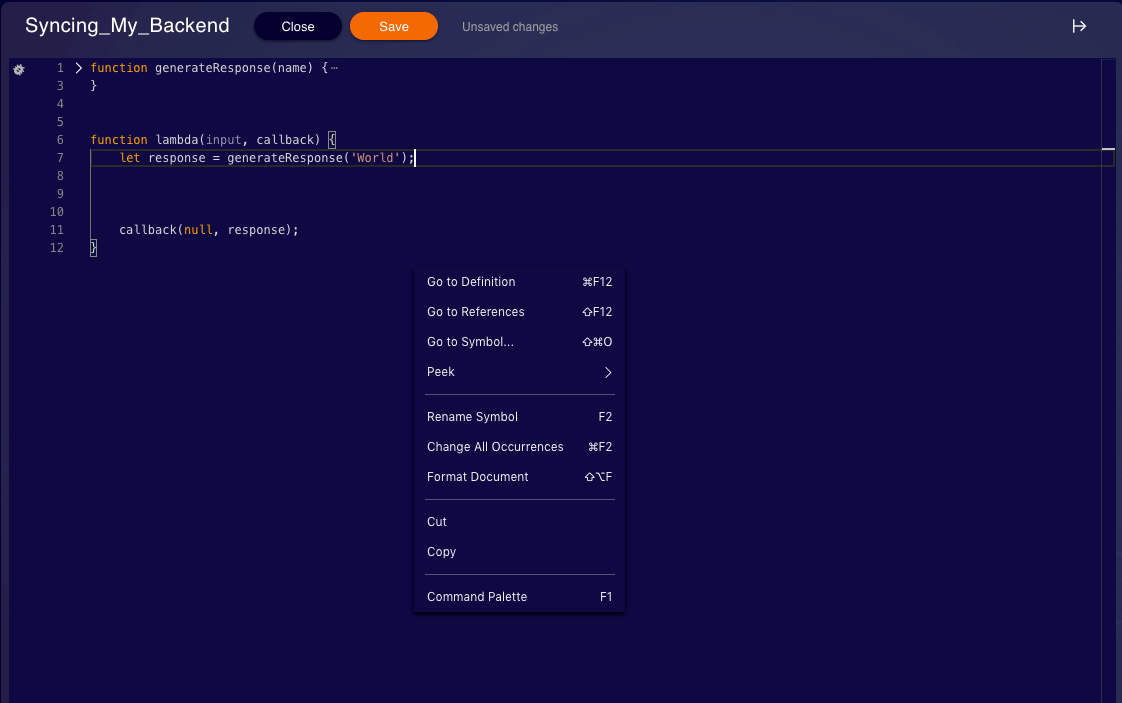 Syncing_My_Backend Close Save Unsaved changes
1 function generateResponse(name) {⋯
3 }
4
5
6 function lambda(input, callback) {
7 let response = generateResponse('World');
8
9
10
11 callback(null, response);
12 }
Go to Definition ⌘F12
Go to References ⇧F12
Go to Symbol... ⇧⌘O
Peek
Rename Symbol F2
Change All Occurrences ⌘F2
Format Document ⇧⌥F
Cut
Copy
Command Palette F1